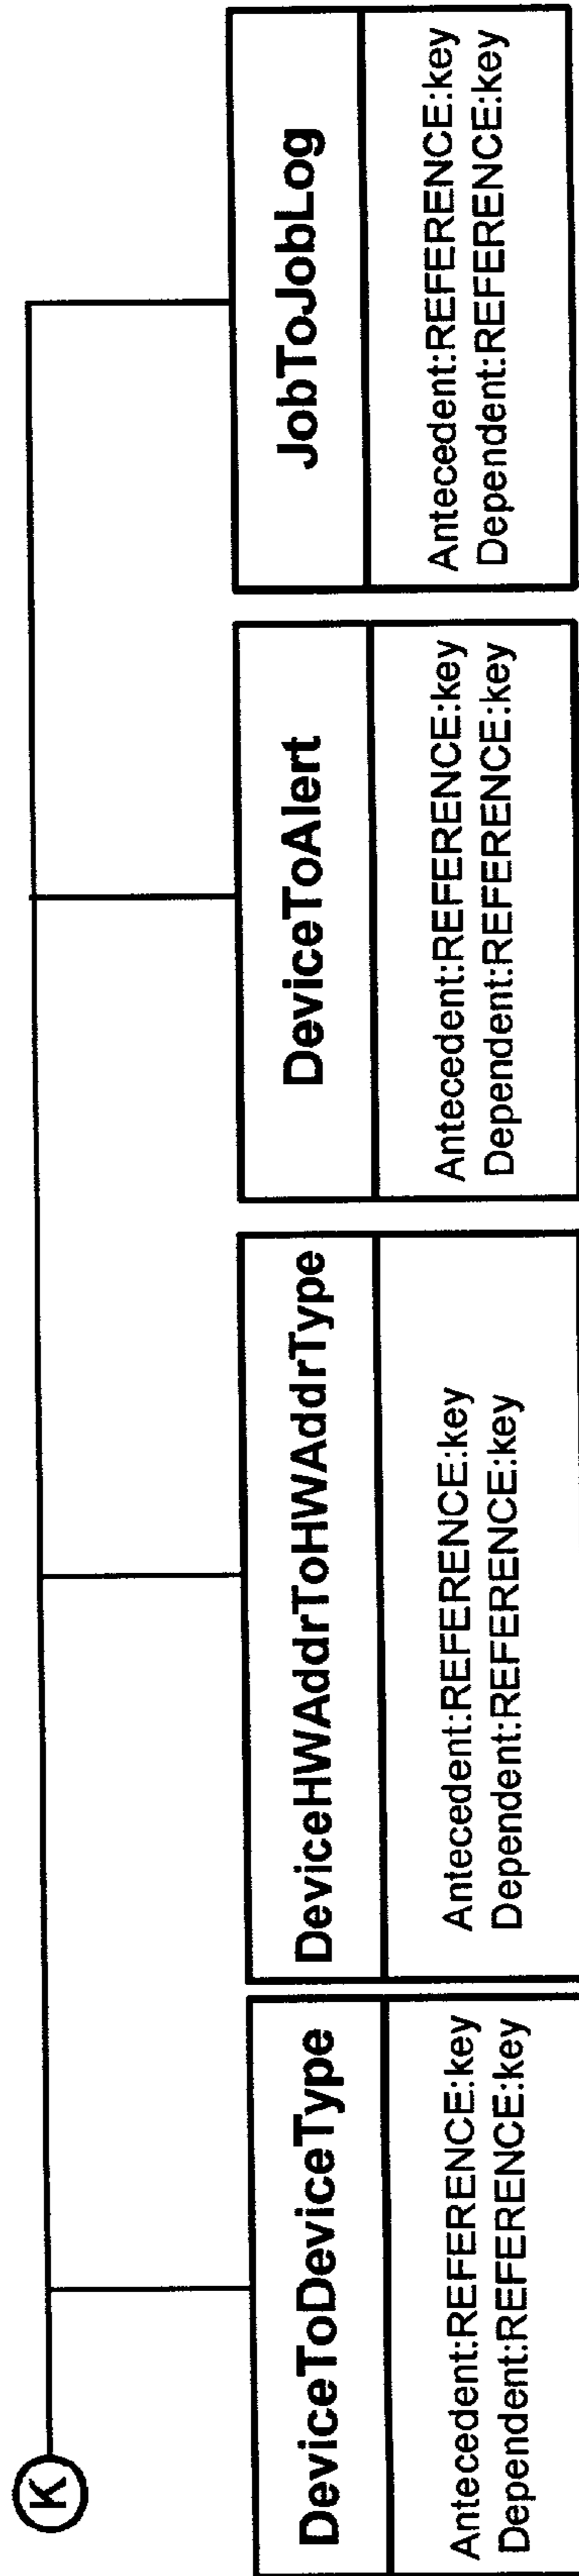 K
DeviceToDeviceType
Antecedent:REFERENCE:key
Dependent:REFERENCE:key
DeviceHWAddrToHWAddrType
Antecedent:REFERENCE:key
Dependent:REFERENCE:key
DeviceToAlert
Antecedent:REFERENCE:key
Dependent:REFERENCE:key
JobToJobLog
Antecedent:REFERENCE:key
Dependent:REFERENCE:key